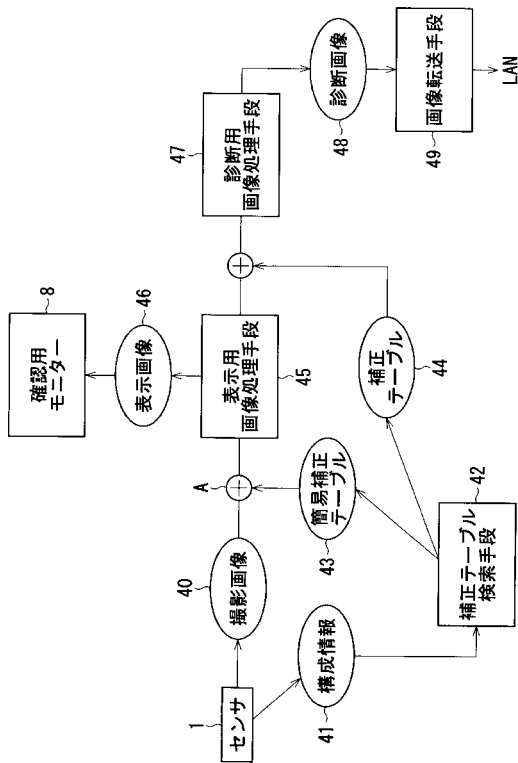 1
センサ
40
撮影画像
41
構成情報
A
43
簡易補正
テーブル
42
補正テーブル
検索手段
8
確認用
モニター
46
表示画像
表示用
画像処理手段
45
補正
テーブル
44
47
診断用
画像処理手段
診断画像
48
画像転送手段
49
LAN